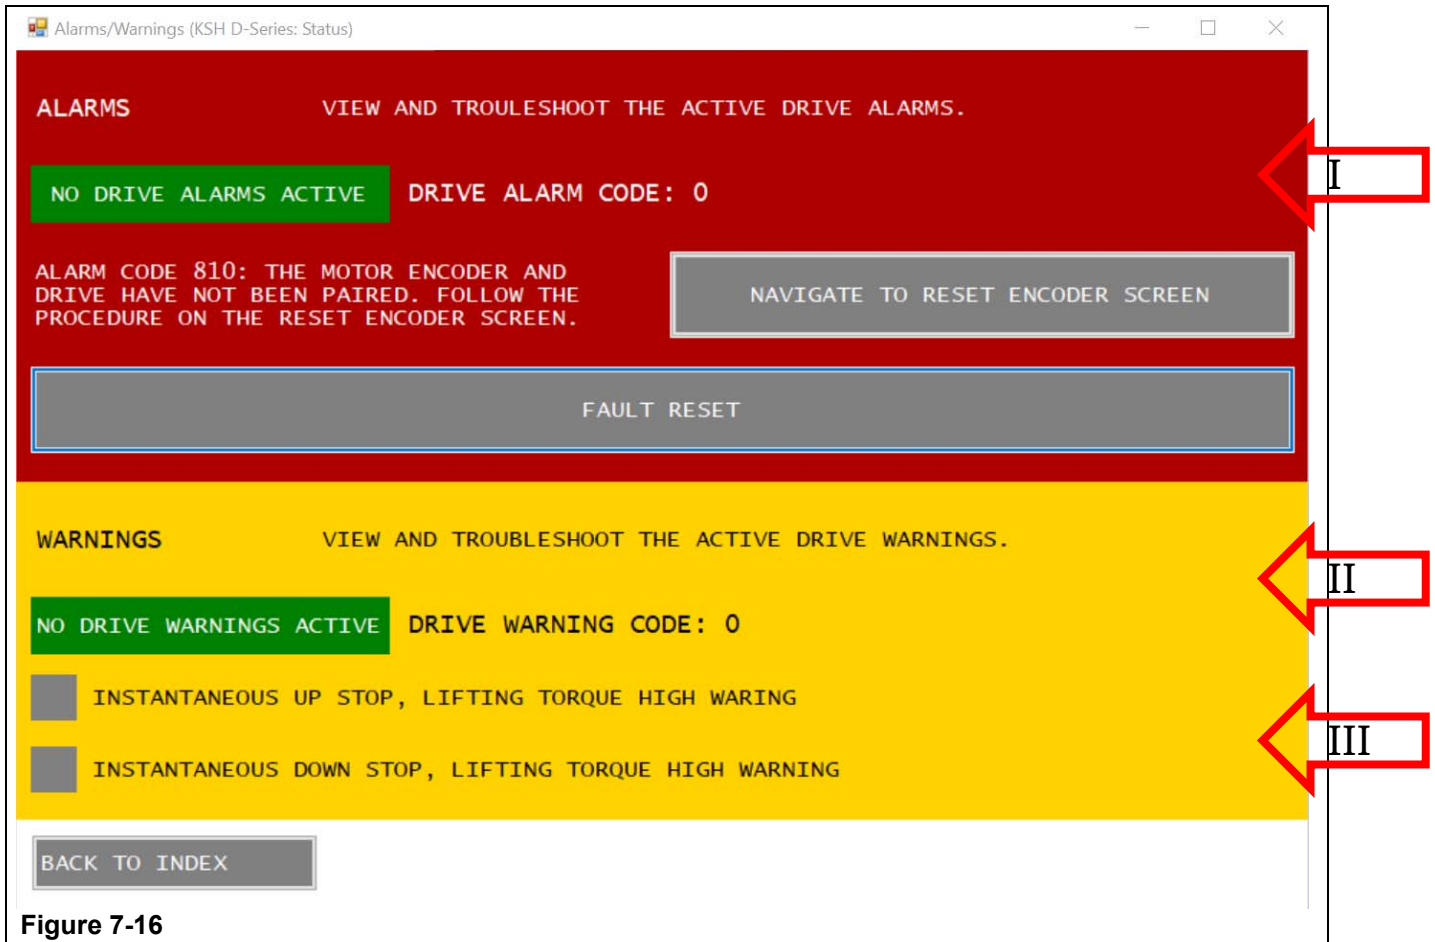 Alarms/Warnings (KSH D-Series: Status)
ALARMS VIEW AND TROULESHOOT THE ACTIVE DRIVE ALARMS.
I
NO DRIVE ALARMS ACTIVE DRIVE ALARM CODE: 0
ALARM CODE 810: THE MOTOR ENCODER AND
DRIVE HAVE NOT BEEN PAIRED. FOLLOW THE
PROCEDURE ON THE RESET ENCODER SCREEN.
NAVIGATE TO RESET ENCODER SCREEN
FAULT RESET
WARNINGS VIEW AND TROUBLESHOOT THE ACTIVE DRIVE WARNINGS.
II
NO DRIVE WARNINGS ACTIVE DRIVE WARNING CODE: 0
INSTANTANEOUS UP STOP, LIFTING TORQUE HIGH WARING
III
INSTANTANEOUS DOWN STOP, LIFTING TORQUE HIGH WARNING
BACK TO INDEX
Figure 7-16